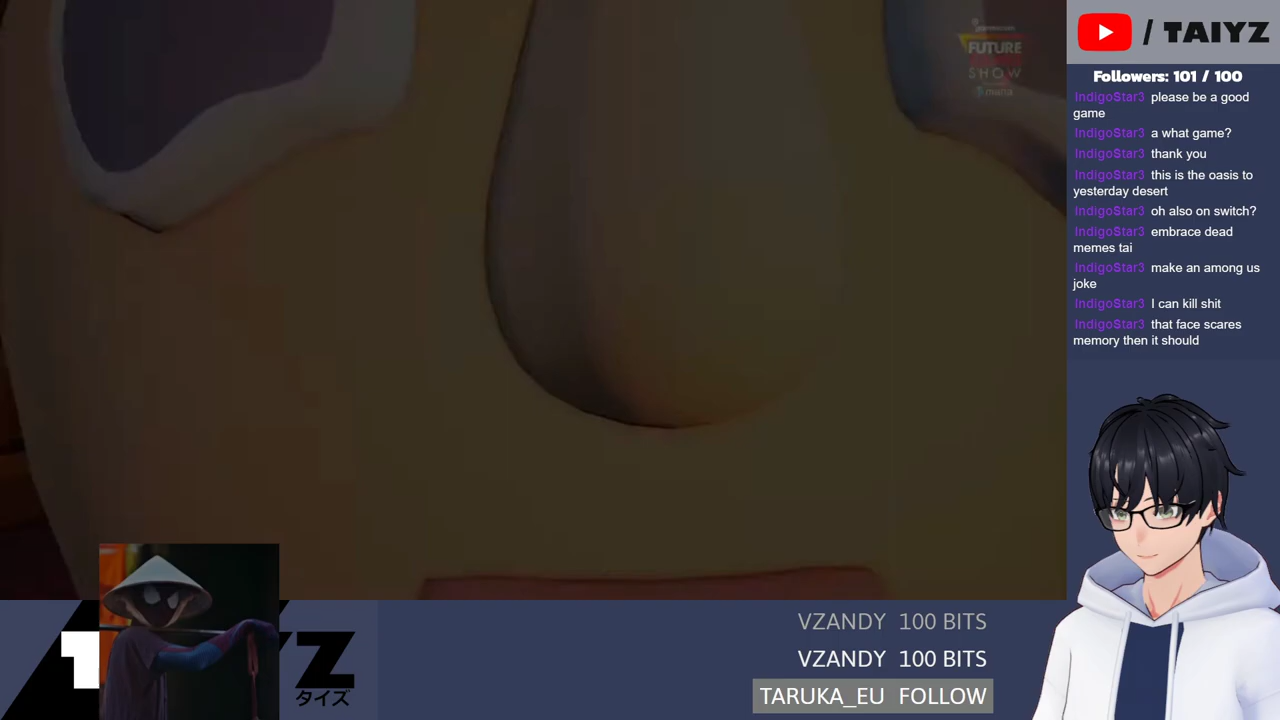 gamescom
FUTURE
SHOW
mana
/ TAIYZ
Followers: 101 / 100
IndigoStar3 please be a good
game
IndigoStar3 a what game?
IndigoStar3 thank you
IndigoStar3 this is the oasis to
yesterday desert
IndigoStar3 oh also on switch?
IndigoStar3 embrace dead
memes tai
IndigoStar3 make an among us
joke
IndigoStar3 I can kill shit
IndigoStar3 that face scares
memory then it should
VZANDY 100 BITS
VZANDY 100 BITS
TARUKA_EU FOLLOW
タイズ